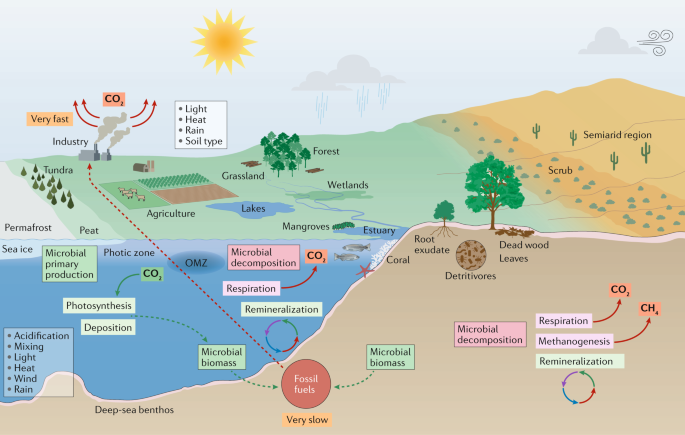 CO2
Very fast
Industry
• Light
• Heat
• Rain
• Soil type
Forest
Semiarid region
Tundra
Grassland
Scrub
Wetlands
Agriculture
Lakes
Permafrost
Peat
Mangroves
Estuary
Sea ice
Photic zone
OMZ
Microbial
primary
production
CO2
Microbial
decomposition
CO2
Respiration
Coral
Root
exudate
Dead wood
Leaves
Detritivores
Photosynthesis
Deposition
Remineralization
CO2
CH4
Microbial
decomposition
Respiration
Methanogenesis
Remineralization
• Acidification
• Mixing
• Light
• Heat
• Wind
• Rain
Microbial
biomass
Microbial
biomass
Fossil
fuels
Deep-sea benthos
Very slow